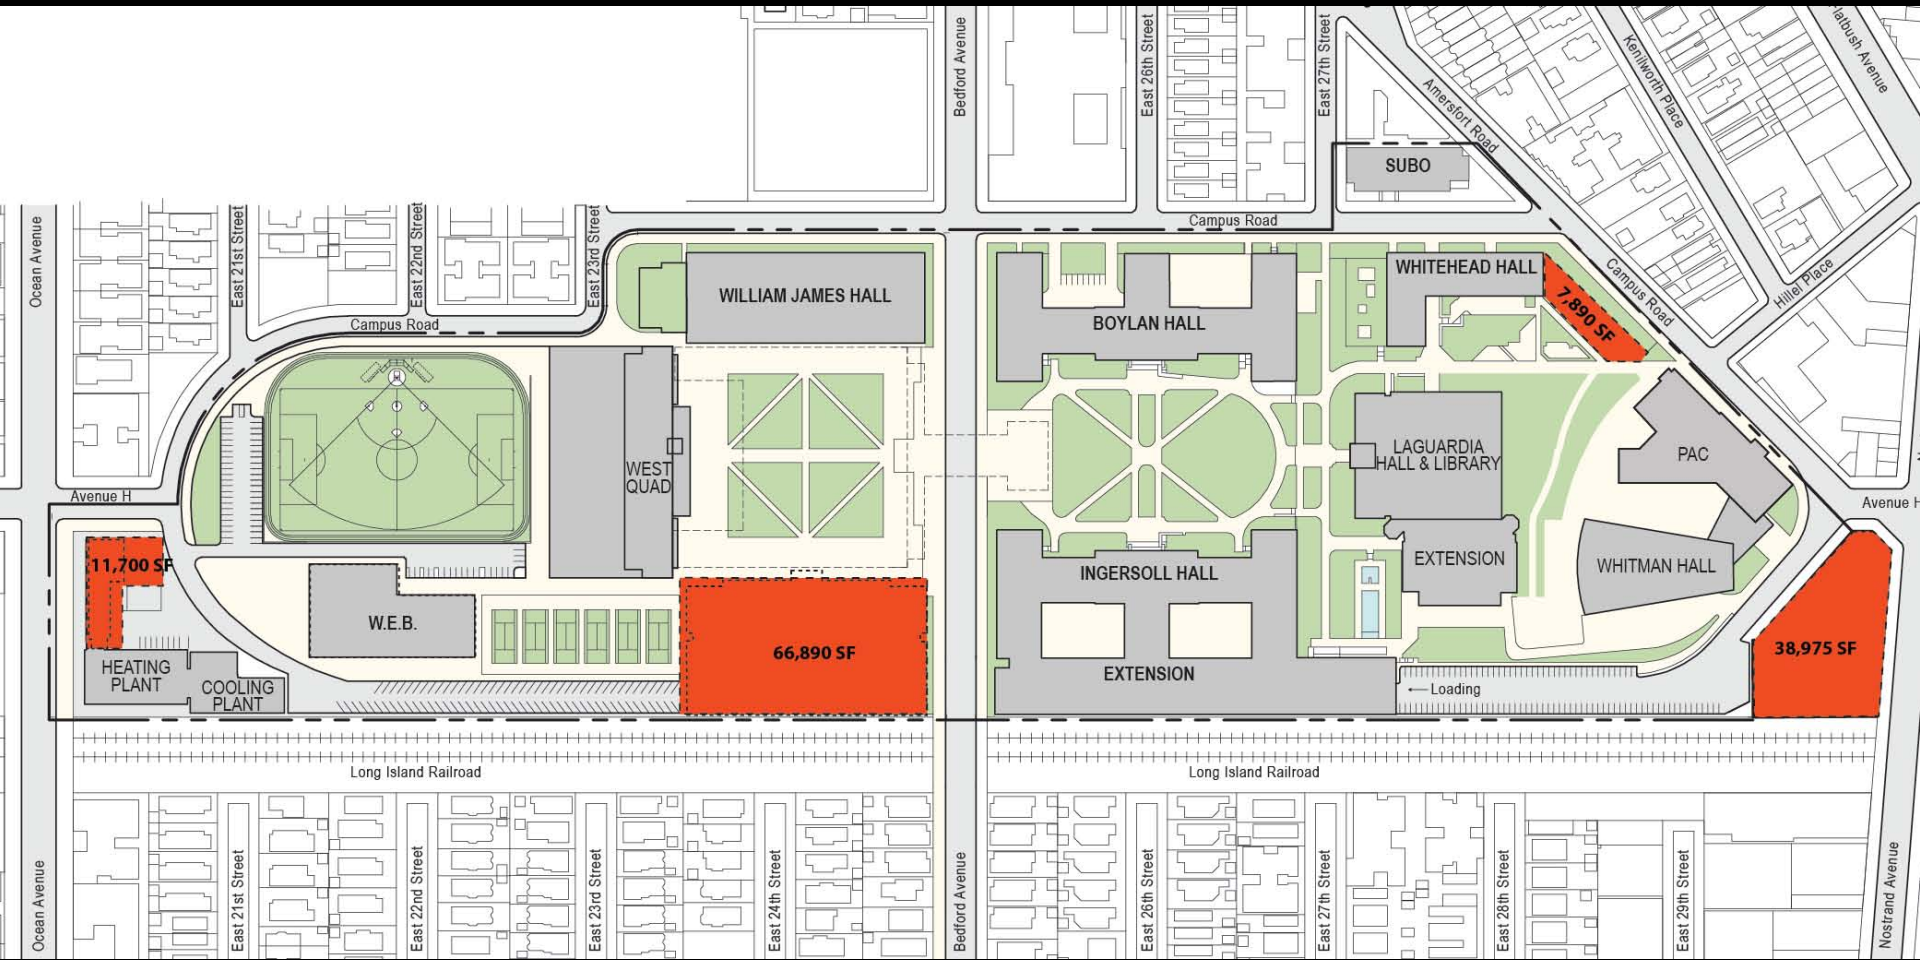 Bedford Avenue
East 26th Street
East 27th Street
Amersfort Road
Kenilworth Place
Flatbush Avenue
SUBO
Ocean Avenue
East 21st Street
East 22nd Street
East 23rd Street
Campus Road
Campus Road
Campus Road
Hillel Place
WILLIAM JAMES HALL
BOYLAN HALL
WHITEHEAD HALL
7,890 SF
WEST
QUAD
LAGUARDIA
HALL & LIBRARY
PAC
Avenue H
Avenue H
11,700 SF
W.E.B.
INGERSOLL HALL
EXTENSION
WHITMAN HALL
66,890 SF
EXTENSION
38,975 SF
HEATING
PLANT
COOLING
PLANT
Loading
Long Island Railroad
Long Island Railroad
Ocean Avenue
East 21st Street
East 22nd Street
East 23rd Street
East 24th Street
Bedford Avenue
East 26th Street
East 27th Street
East 28th Street
East 29th Street
Nostrand Avenue